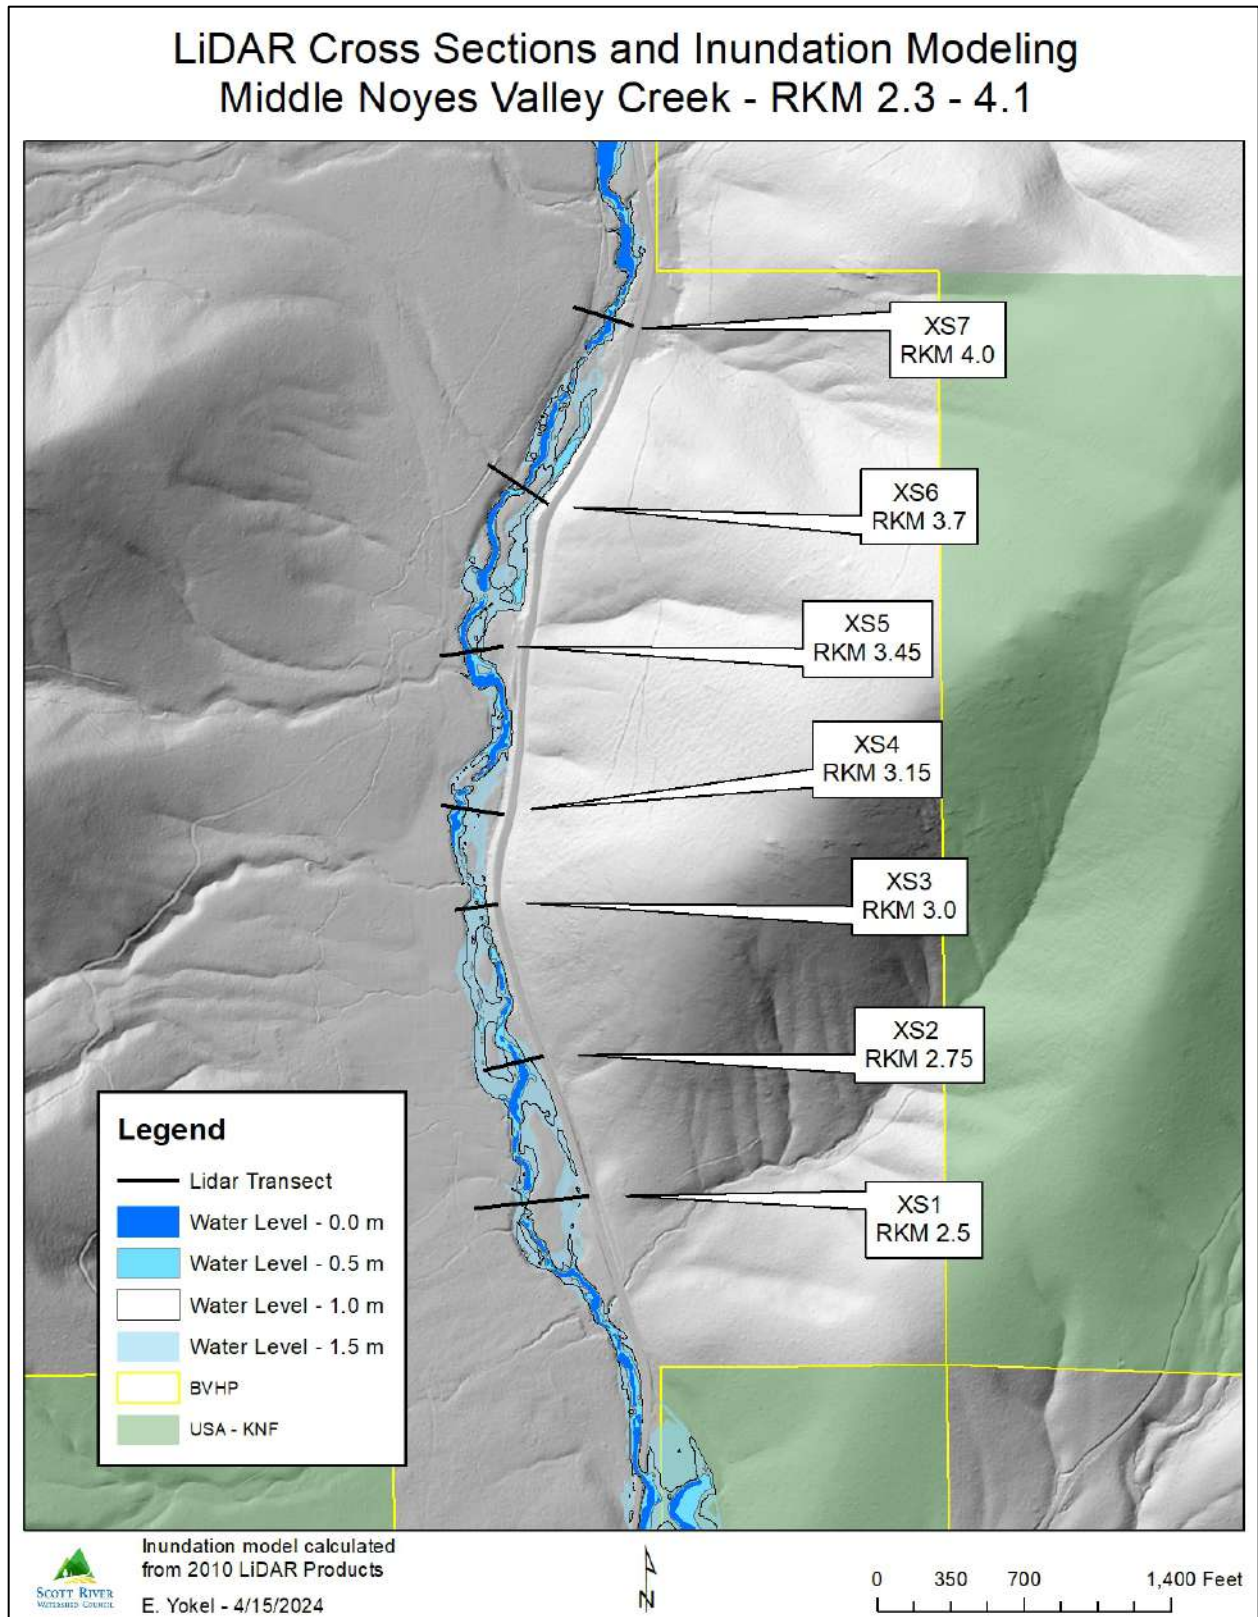 LiDAR Cross Sections and Inundation Modeling
Middle Noyes Valley Creek - RKM 2.3 - 4.1
XS7
RKM 4.0
XS6
RKM 3.7
XS5
RKM 3.45
XS4
RKM 3.15
XS3
RKM 3.0
XS2
RKM 2.75
XS1
RKM 2.5
Legend
Lidar Transect
Water Level - 0.0 m
Water Level - 0.5 m
Water Level - 1.0 m
Water Level - 1.5 m
BVHP
USA - KNF
SCOTT RIVER
WATERSHED COUNCIL
Inundation model calculated
from 2010 LiDAR Products
E. Yokel - 4/15/2024
N
0 350 700 1,400 Feet